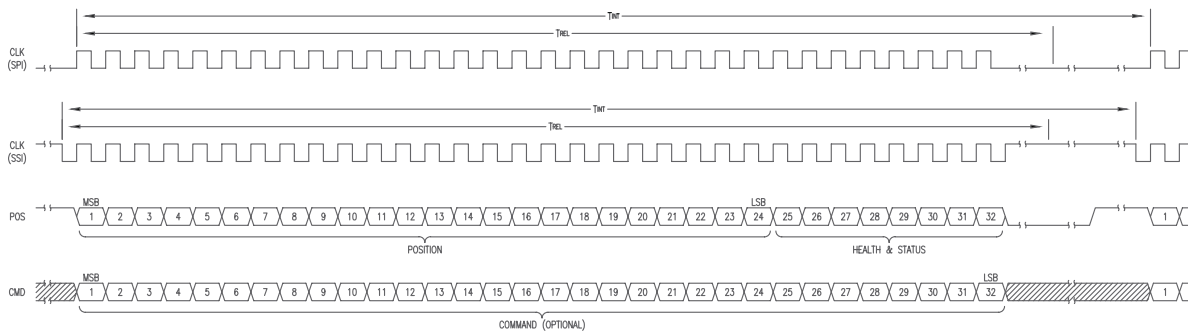 TINT
TREL
CLK
(SPI)
TINT
TREL
CLK
(SSI)
MSB LSB
POS 1 2 3 4 5 6 7 8 9 10 11 12 13 14 15 16 17 18 19 20 21 22 23 24 25 26 27 28 29 30 31 32 1
POSITION HEALTH & STATUS
MSB LSB
CMD 1 2 3 4 5 6 7 8 9 10 11 12 13 14 15 16 17 18 19 20 21 22 23 24 25 26 27 28 29 30 31 32 1
COMMAND (OPTIONAL)